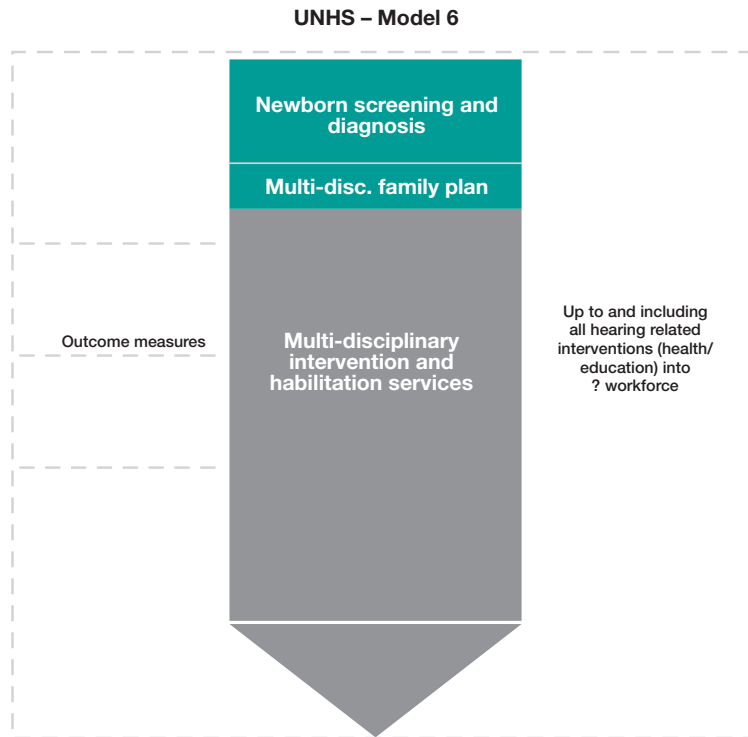 UNHS – Model 6
Newborn screening and
diagnosis
Multi-disc. family plan
Outcome measures
Multi-disciplinary
intervention and
habilitation services
Up to and including
all hearing related
interventions (health/
education) into
? workforce